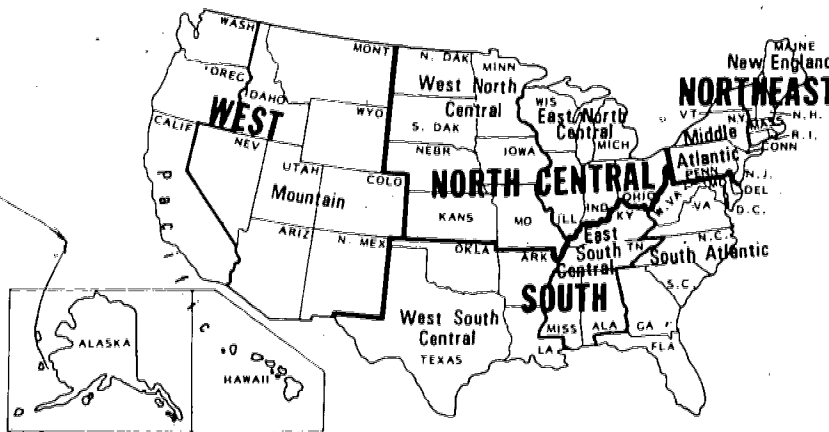 WASH
MONT
N. DAK
MINN
MAINE
New England
OREG
IDAHO
WEST
West North
Central
WIS
East North
Central
NORTHEAST
VT
N.Y.
MASS
N.H.
R.I.
CONN
WYO
S. DAK
MICH
Middle
Atlantic
CALIF
NEV
NEBR
IOWA
PENN
N.J.
UTAH
COLO
NORTH CENTRAL
OHIO
MD
DEL
Mountain
KANS
MO
ILL
IND
KY
W. VA
VA
D.C.
Pacific
ARIZ
N. MEX
OKLA
ARK
East
South
Central
TN
N.C.
South Atlantic
S.C.
SOUTH
West South
Central
TEXAS
MISS
ALA
GA
LA
FLA
ALASKA
HAWAII